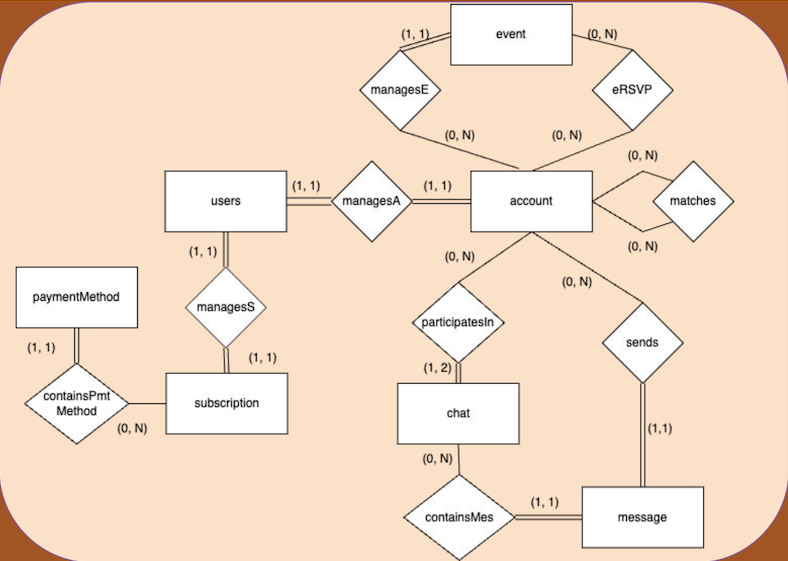 event
(1, 1)
(0, N)
managesE
eRSVP
(0, N)
(0, N)
(0, N)
users
(1, 1)
managesA
(1, 1)
account
matches
(0, N)
(1, 1)
(0, N)
(0, N)
paymentMethod
managesS
participatesIn
sends
(1, 1)
(1, 1)
(1, 2)
containsPmt
Method
subscription
chat
(0, N)
(1,1)
(0, N)
(1, 1)
containsMes
message